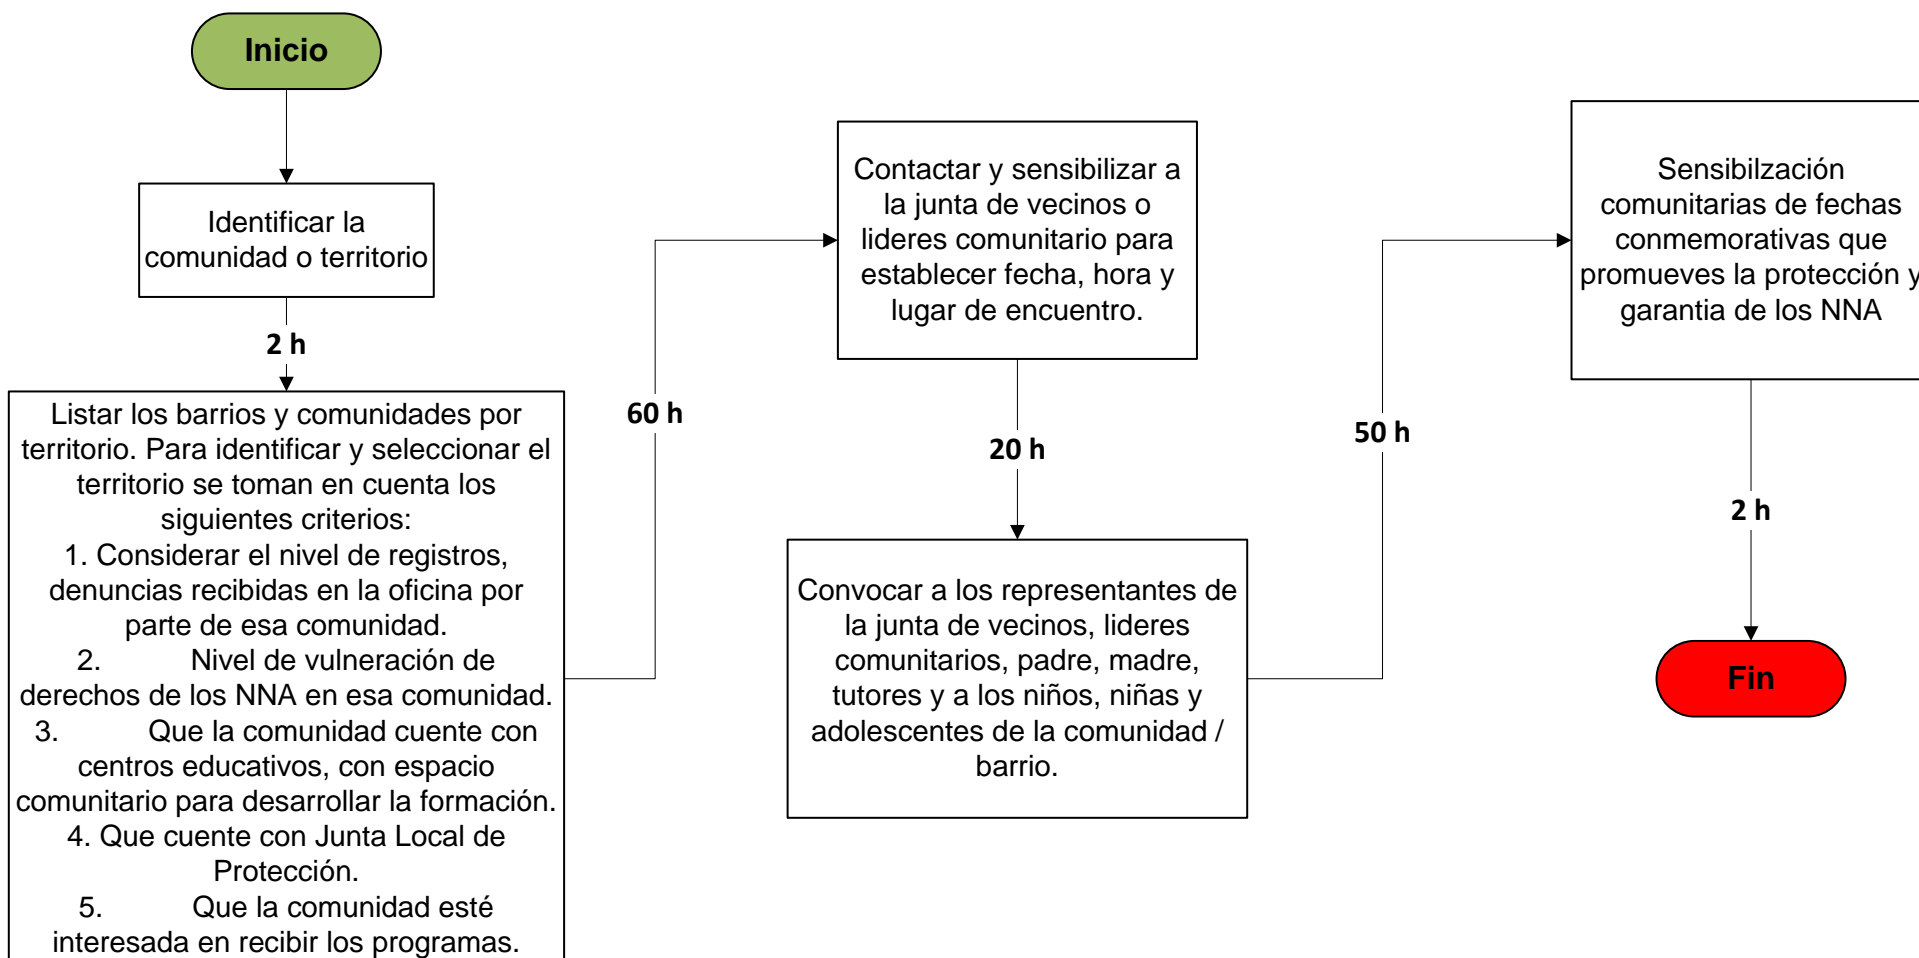 Inicio
Identificar la
comunidad o territorio
2 h
Listar los barrios y comunidades por
territorio. Para identificar y seleccionar el
territorio se toman en cuenta los
siguientes criterios:
1. Considerar el nivel de registros,
denuncias recibidas en la oficina por
parte de esa comunidad.
2. Nivel de vulneración de
derechos de los NNA en esa comunidad.
3. Que la comunidad cuente con
centros educativos, con espacio
comunitario para desarrollar la formación.
4. Que cuente con Junta Local de
Protección.
5. Que la comunidad esté
interesada en recibir los programas.
60 h
Contactar y sensibilizar a
la junta de vecinos o
lideres comunitario para
establecer fecha, hora y
lugar de encuentro.
20 h
Convocar a los representantes de
la junta de vecinos, lideres
comunitarios, padre, madre,
tutores y a los niños, niñas y
adolescentes de la comunidad /
barrio.
50 h
Sensibilzación
comunitarias de fechas
conmemorativas que
promueves la protección y
garantia de los NNA
2 h
Fin